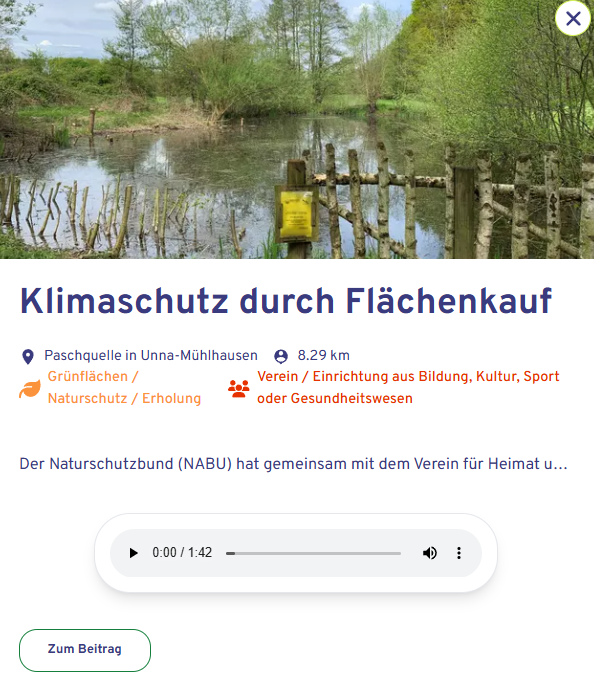 Klimaschutz durch Flächenkauf
Paschquelle in Unna-Mühlhausen 8.29 km
Grünflächen /
Naturschutz / Erholung
Verein / Einrichtung aus Bildung, Kultur, Sport
oder Gesundheitswesen
Der Naturschutzbund (NABU) hat gemeinsam mit dem Verein für Heimat u…
0:00 / 1:42
Zum Beitrag